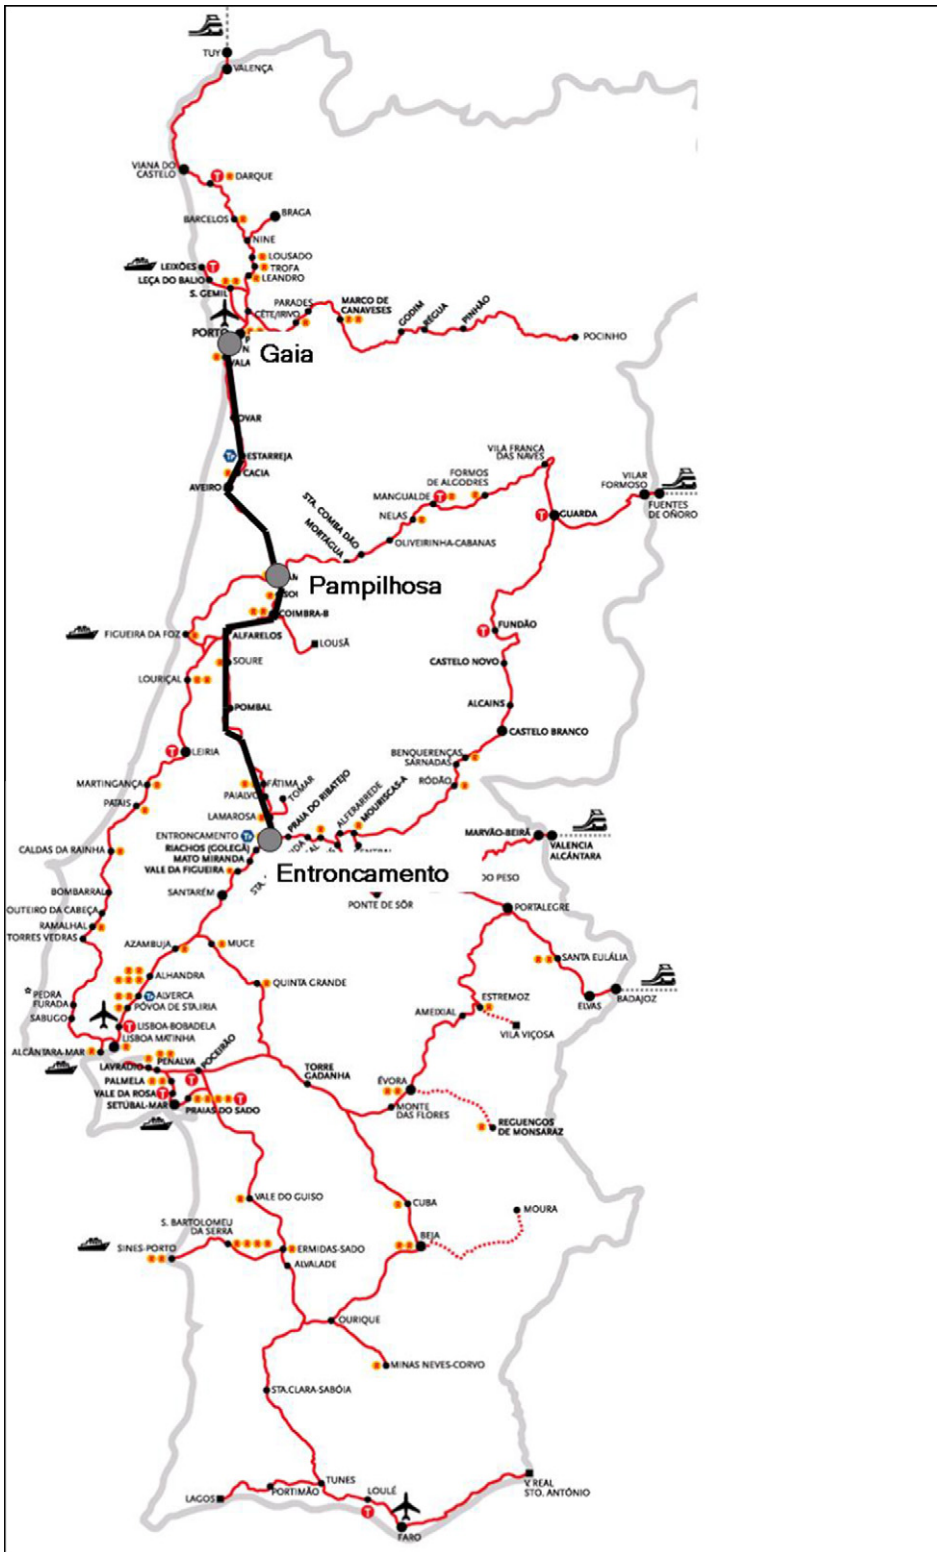 TUY
VALENÇA
VIANA DO
CASTELO
T
DARQUE
BARCELOS
BRAGA
NINE
LOUSADO
TROFA
LEANDRO
LEIXÕES
T
LEÇA DO BALIO
S. GEMIL
PARADES
CÊTE/IRIVO
MARCO DE
CANAVESES
GODIM
RÉGUA
PINHÃO
POCINHO
PORTO
Gaia
OVAR
ESTARREJA
CACIA
AVEIRO
VILA FRANCA
DAS NAVES
FORMOS
DE ALGODRES
MANGUALDE
T
NELAS
VILAR
FORMOSO
FUENTES
DE OÑORO
T
GUARDA
STA. COMBA DÃO
MORTÁGUA
OLIVEIRINHA-CABANAS
Pampilhosa
COIMBRA-B
FIGUEIRA DA FOZ
ALFARELOS
LOUSÃ
T
FUNDÃO
SOURE
CASTELO NOVO
LOURIÇAL
POMBAL
ALCAINS
CASTELO BRANCO
T
LEIRIA
BENQUERENÇAS
SARNADAS
MARTINGANÇA
FÁTIMA
RÓDÃO
PAIALVO
TOMAR
PATAIS
LAMAROSA
PRAIA DO RIBATEJO
ALFERRAREDE
MOURISCAS-A
ENTRONCAMENTO
MARVÃO-BEIRÃ
VALENCIA
ALCÁNTARA
CALDAS DA RAINHA
RIACHOS (GOLEGÃ)
MATO MIRANDA
VALE DA FIGUEIRA
Entroncamento
DO PESO
BOMBARRAL
SANTARÉM
PONTE DE SÔR
PORTALEGRE
OUTEIRO DA CABEÇA
RAMALHAL
TORRES VEDRAS
AZAMBUJA
MUGE
SANTA EULÁLIA
ALHANDRA
QUINTA GRANDE
BADAJOZ
ELVAS
PEDRA
FURADA
ALVERCA
PÓVOA DE STA.IRIA
ESTREMOZ
AMEIXIAL
SABUGO
T
LISBOA-BOBADELA
LISBOA MATINHA
VILA VIÇOSA
ALCÂNTARA-MAR
LAVRADIO
PENALVA
POCEIRÃO
PALMELA
T
TORRE
GADANHA
ÉVORA
VALE DA ROSA
T
SETÚBAL-MAR
PRAIAS DO SADO
T
MONTE
DAS FLORES
REGUENGOS
DE MONSARAZ
VALE DO GUISO
CUBA
MOURA
S. BARTOLOMEU
DA SERRA
BEJA
SINES-PORTO
ERMIDAS-SADO
ALVALADE
OURIQUE
MINAS NEVES-CORVO
STA.CLARA-SABÓIA
TUNES
V. REAL
STO. ANTÓNIO
LAGOS
PORTIMÃO
LOULÉ
T
FARO